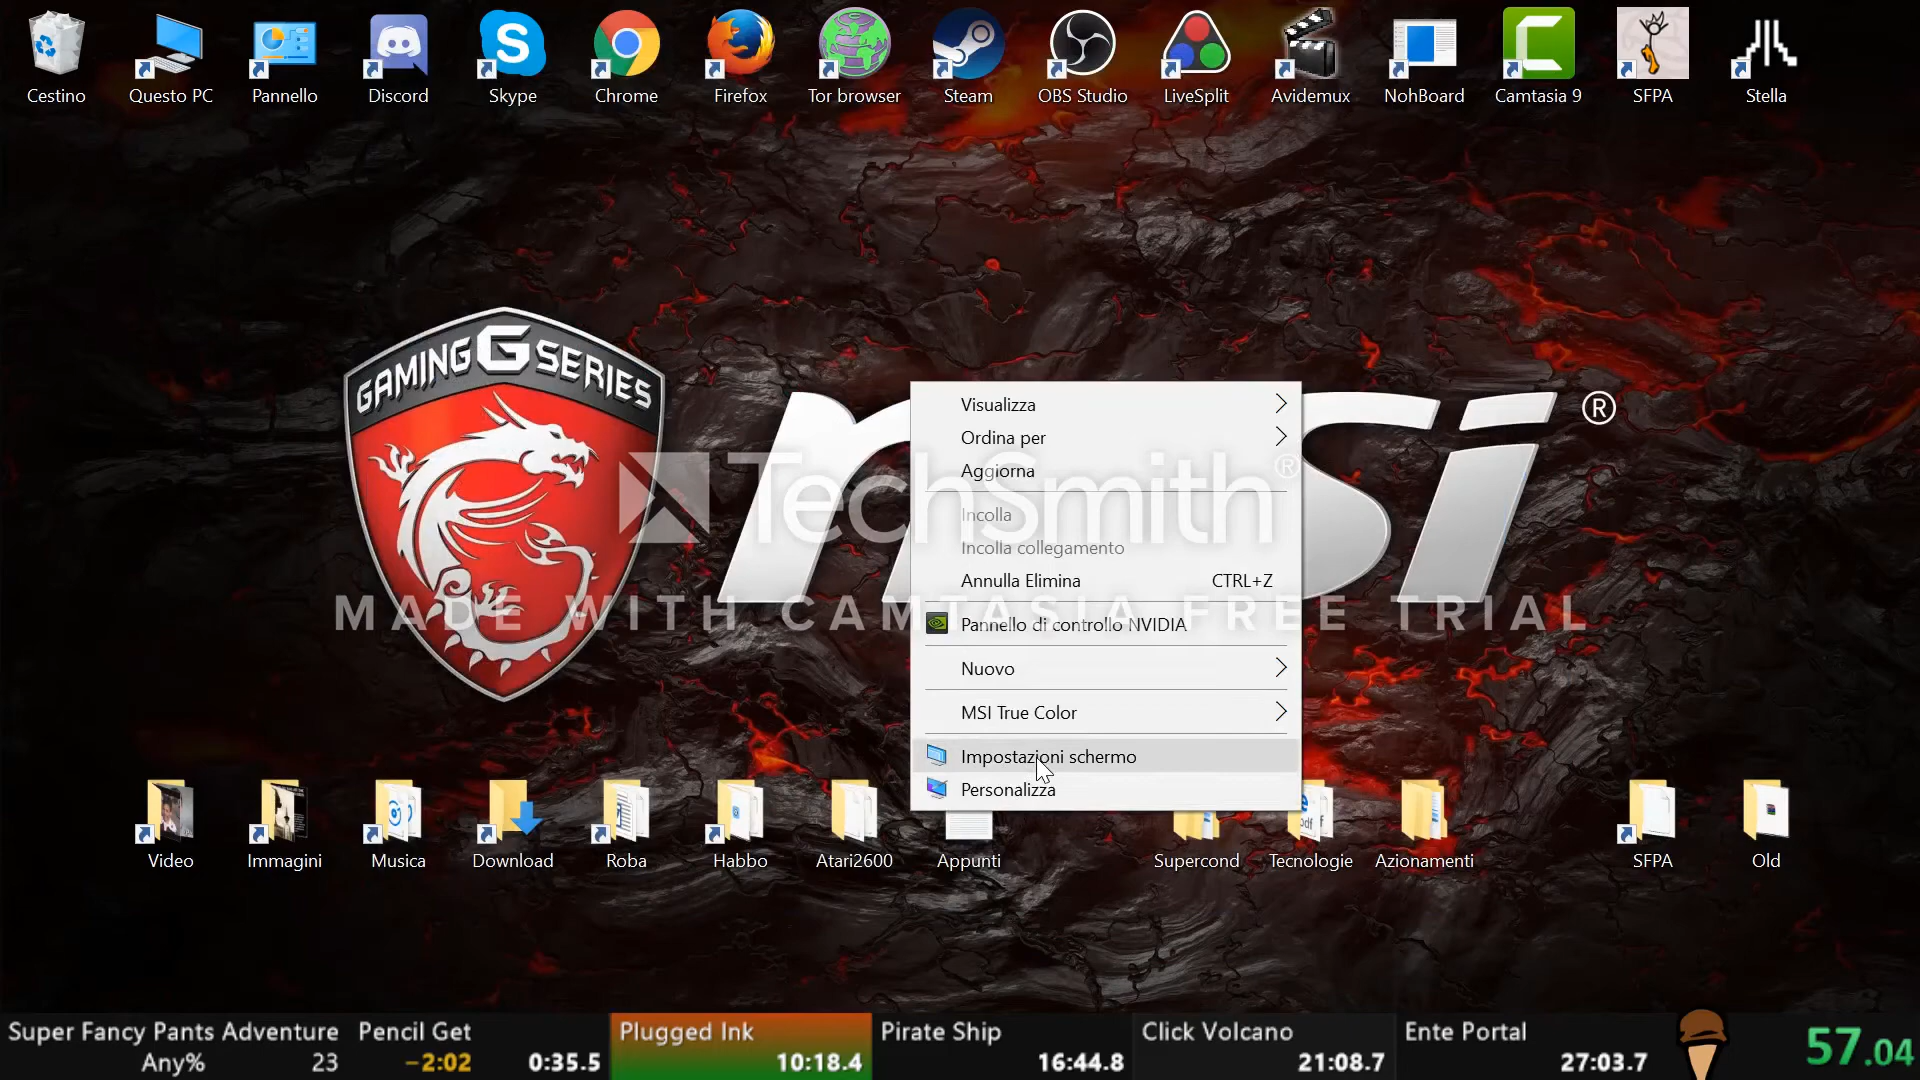 Cestino
Questo PC
Pannello
Discord
Skype
Chrome
Firefox
Tor browser
Steam
OBS Studio
LiveSplit
Avidemux
NohBoard
Camtasia 9
SFPA
Stella
GAMING G SERIES
®
Visualizza
Ordina per
Aggiorna
TechSmith®
Incolla
Incolla collegamento
Annulla Elimina CTRL+Z
MADE WITH CAMTASIA FREE TRIAL
Pannello di controllo NVIDIA
Nuovo
MSI True Color
Impostazioni schermo
Personalizza
Video
Immagini
Musica
Download
Roba
Habbo
Atari2600
Appunti
Supercond
Tecnologie
Azionamenti
SFPA
Old
Super Fancy Pants Adventure
Any% 23
Pencil Get
−2:02 0:35.5
Plugged Ink
10:18.4
Pirate Ship
16:44.8
Click Volcano
21:08.7
Ente Portal
27:03.7
57.04